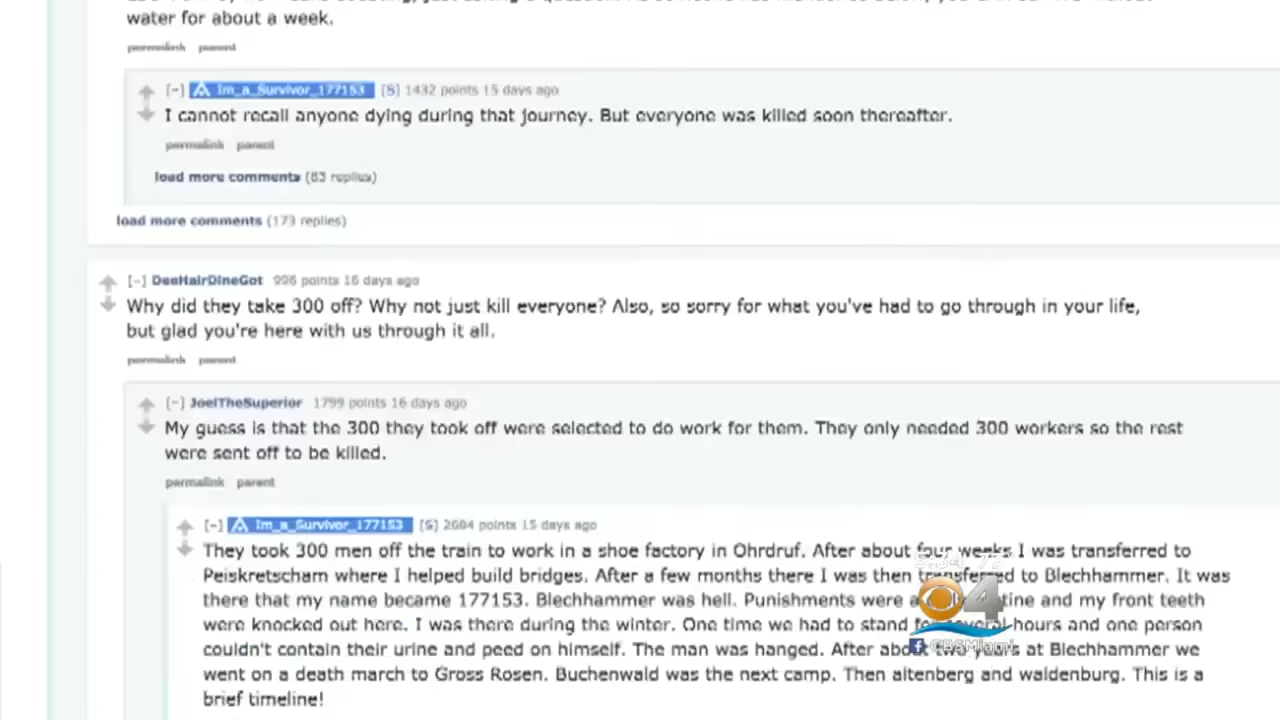 water for about a week.
permalink parent
[-] Im_a_Survivor_177153 [S] 1432 points 15 days ago
I cannot recall anyone dying during that journey. But everyone was killed soon thereafter.
permalink parent
load more comments (83 replies)
load more comments (173 replies)
[-] DeeHairDineGot 996 points 16 days ago
Why did they take 300 off? Why not just kill everyone? Also, so sorry for what you've had to go through in your life,
but glad you're here with us through it all.
permalink parent
[-] JoelTheSuperior 1799 points 16 days ago
My guess is that the 300 they took off were selected to do work for them. They only needed 300 workers so the rest
were sent off to be killed.
permalink parent
[-] Im_a_Survivor_177153 [S] 2604 points 15 days ago
They took 300 men off the train to work in a shoe factory in Ohrdruf. After about four weeks I was transferred to
Peiskretscham where I helped build bridges. After a few months there I was then transferred to Blechhammer. It was
there that my name became 177153. Blechhammer was hell. Punishments were a tine and my front teeth
were knocked out here. I was there during the winter. One time we had to stand for several hours and one person
couldn't contain their urine and peed on himself. The man was hanged. After about two years at Blechhammer we
went on a death march to Gross Rosen. Buchenwald was the next camp. Then altenberg and waldenburg. This is a
brief timeline!
4
@CBSMiami